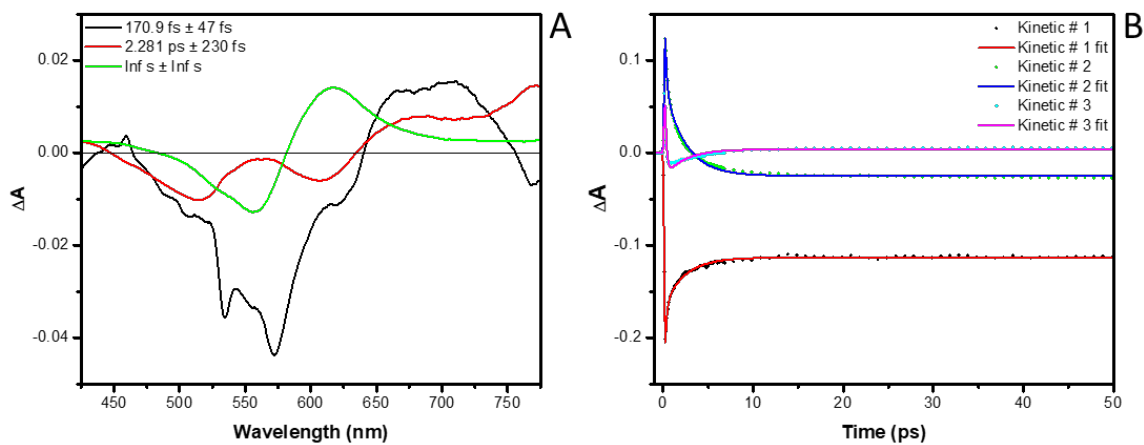 170.9 fs ± 47 fs
2.281 ps ± 230 fs
Inf s ± Inf s
A
0.02
0.00
-0.02
-0.04
ΔA
450 500 550 600 650 700 750
Wavelength (nm)
B
Kinetic # 1
Kinetic # 1 fit
Kinetic # 2
Kinetic # 2 fit
Kinetic # 3
Kinetic # 3 fit
0.1
0.0
-0.1
-0.2
ΔA
0 10 20 30 40 50
Time (ps)